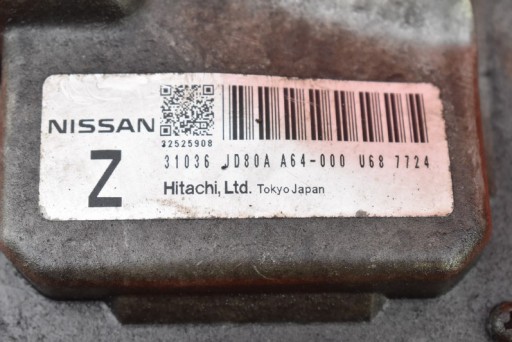 NISSAN
22525908
31036 JD80A A64-000 U68 7724
Z
Hitachi, Ltd. Tokyo Japan